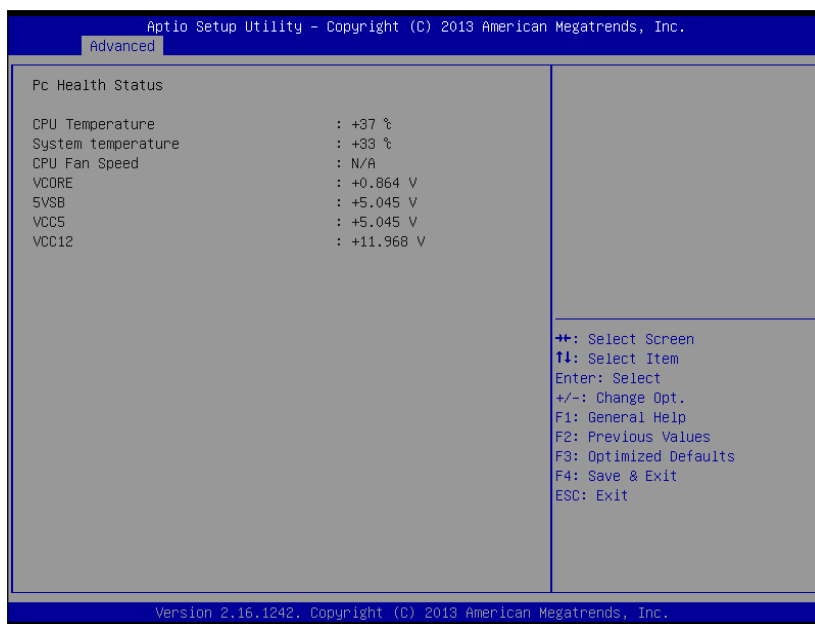 Aptio Setup Utility – Copyright (C) 2013 American Megatrends, Inc.
Advanced
Pc Health Status
CPU Temperature : +37 ℃
System temperature : +33 ℃
CPU Fan Speed : N/A
VCORE : +0.864 V
5VSB : +5.045 V
VCC5 : +5.045 V
VCC12 : +11.968 V
→←: Select Screen
↑↓: Select Item
Enter: Select
+/-: Change Opt.
F1: General Help
F2: Previous Values
F3: Optimized Defaults
F4: Save & Exit
ESC: Exit
Version 2.16.1242. Copyright (C) 2013 American Megatrends, Inc.